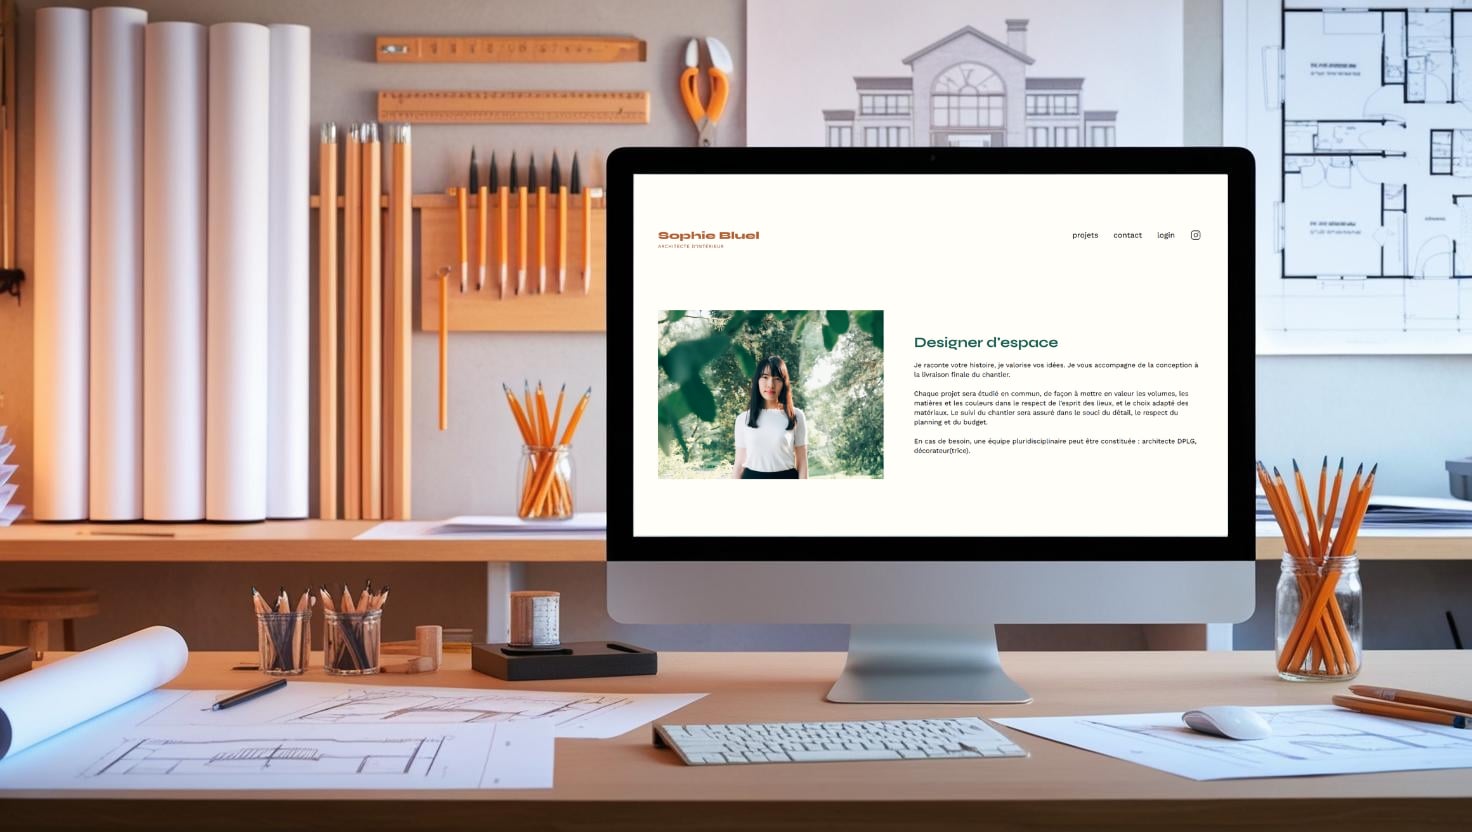 Sophie Bluel
ARCHITECTE D'INTÉRIEUR
projets contact login
Designer d'espace
Je raconte votre histoire, je valorise vos idées. Je vous accompagne de la conception à
la livraison finale du chantier.
Chaque projet sera étudié en commun, de façon à mettre en valeur les volumes, les
matières et les couleurs dans le respect de l'esprit des lieux, et le choix adapté des
matériaux. Le suivi du chantier sera assuré dans le souci du détail, le respect du
planning et du budget.
En cas de besoin, une équipe pluridisciplinaire peut être constituée : architecte DPLG,
décorateur(trice).